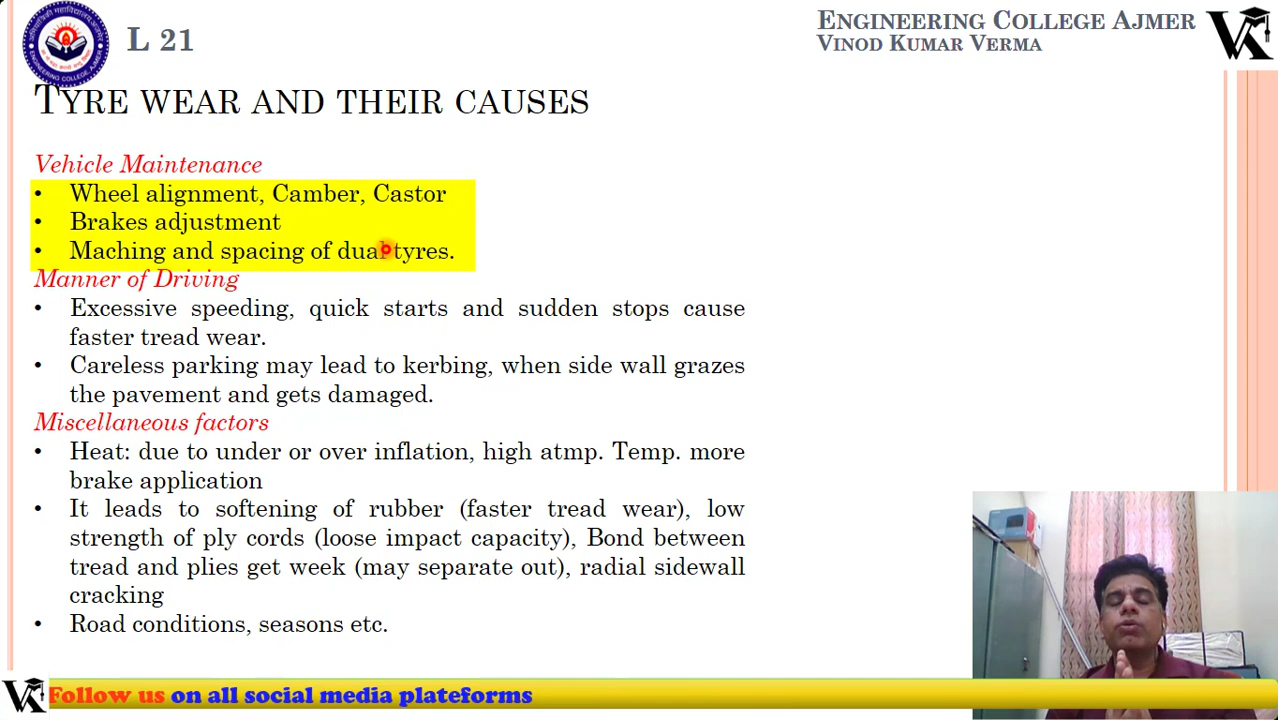 L 21
ENGINEERING COLLEGE AJMER
VINOD KUMAR VERMA
TYRE WEAR AND THEIR CAUSES
Vehicle Maintenance
• Wheel alignment, Camber, Castor
• Brakes adjustment
• Maching and spacing of dual tyres.
Manner of Driving
• Excessive speeding, quick starts and sudden stops cause
faster tread wear.
• Careless parking may lead to kerbing, when side wall grazes
the pavement and gets damaged.
Miscellaneous factors
• Heat: due to under or over inflation, high atmp. Temp. more
brake application
• It leads to softening of rubber (faster tread wear), low
strength of ply cords (loose impact capacity), Bond between
tread and plies get week (may separate out), radial sidewall
cracking
• Road conditions, seasons etc.
Follow us on all social media plateforms